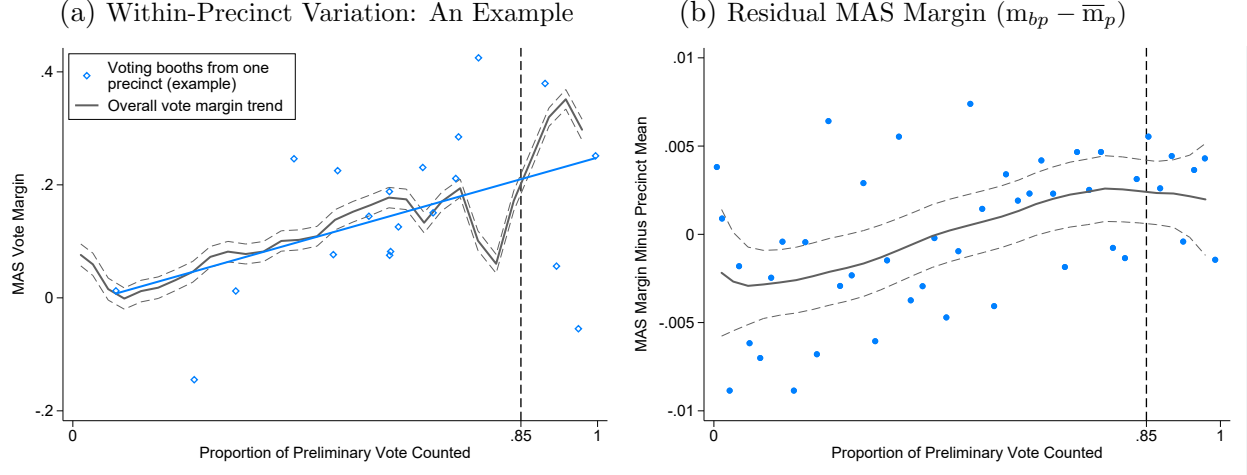 (a) Within-Precinct Variation: An Example
.4
.2
0
-.2
MAS Vote Margin
Voting booths from one
precinct (example)
Overall vote margin trend
0
.85
1
Proportion of Preliminary Vote Counted
(b) Residual MAS Margin (m_bp − m̅_p)
.01
.005
0
-.005
-.01
MAS Margin Minus Precinct Mean
0
.85
1
Proportion of Preliminary Vote Counted